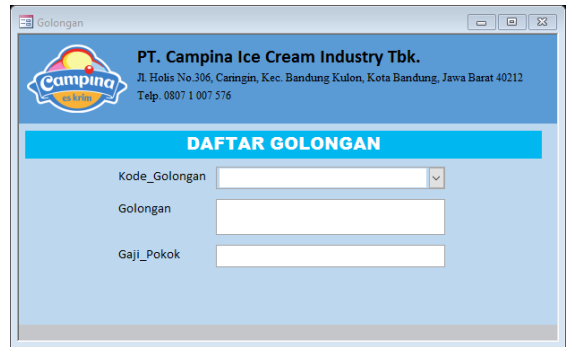 Golongan
PT. Campina Ice Cream Industry Tbk.
Jl. Holis No.306, Caringin, Kec. Bandung Kulon, Kota Bandung, Jawa Barat 40212
Telp. 0807 1 007 576
Campina
es krim
DAFTAR GOLONGAN
Kode_Golongan
Golongan
Gaji_Pokok